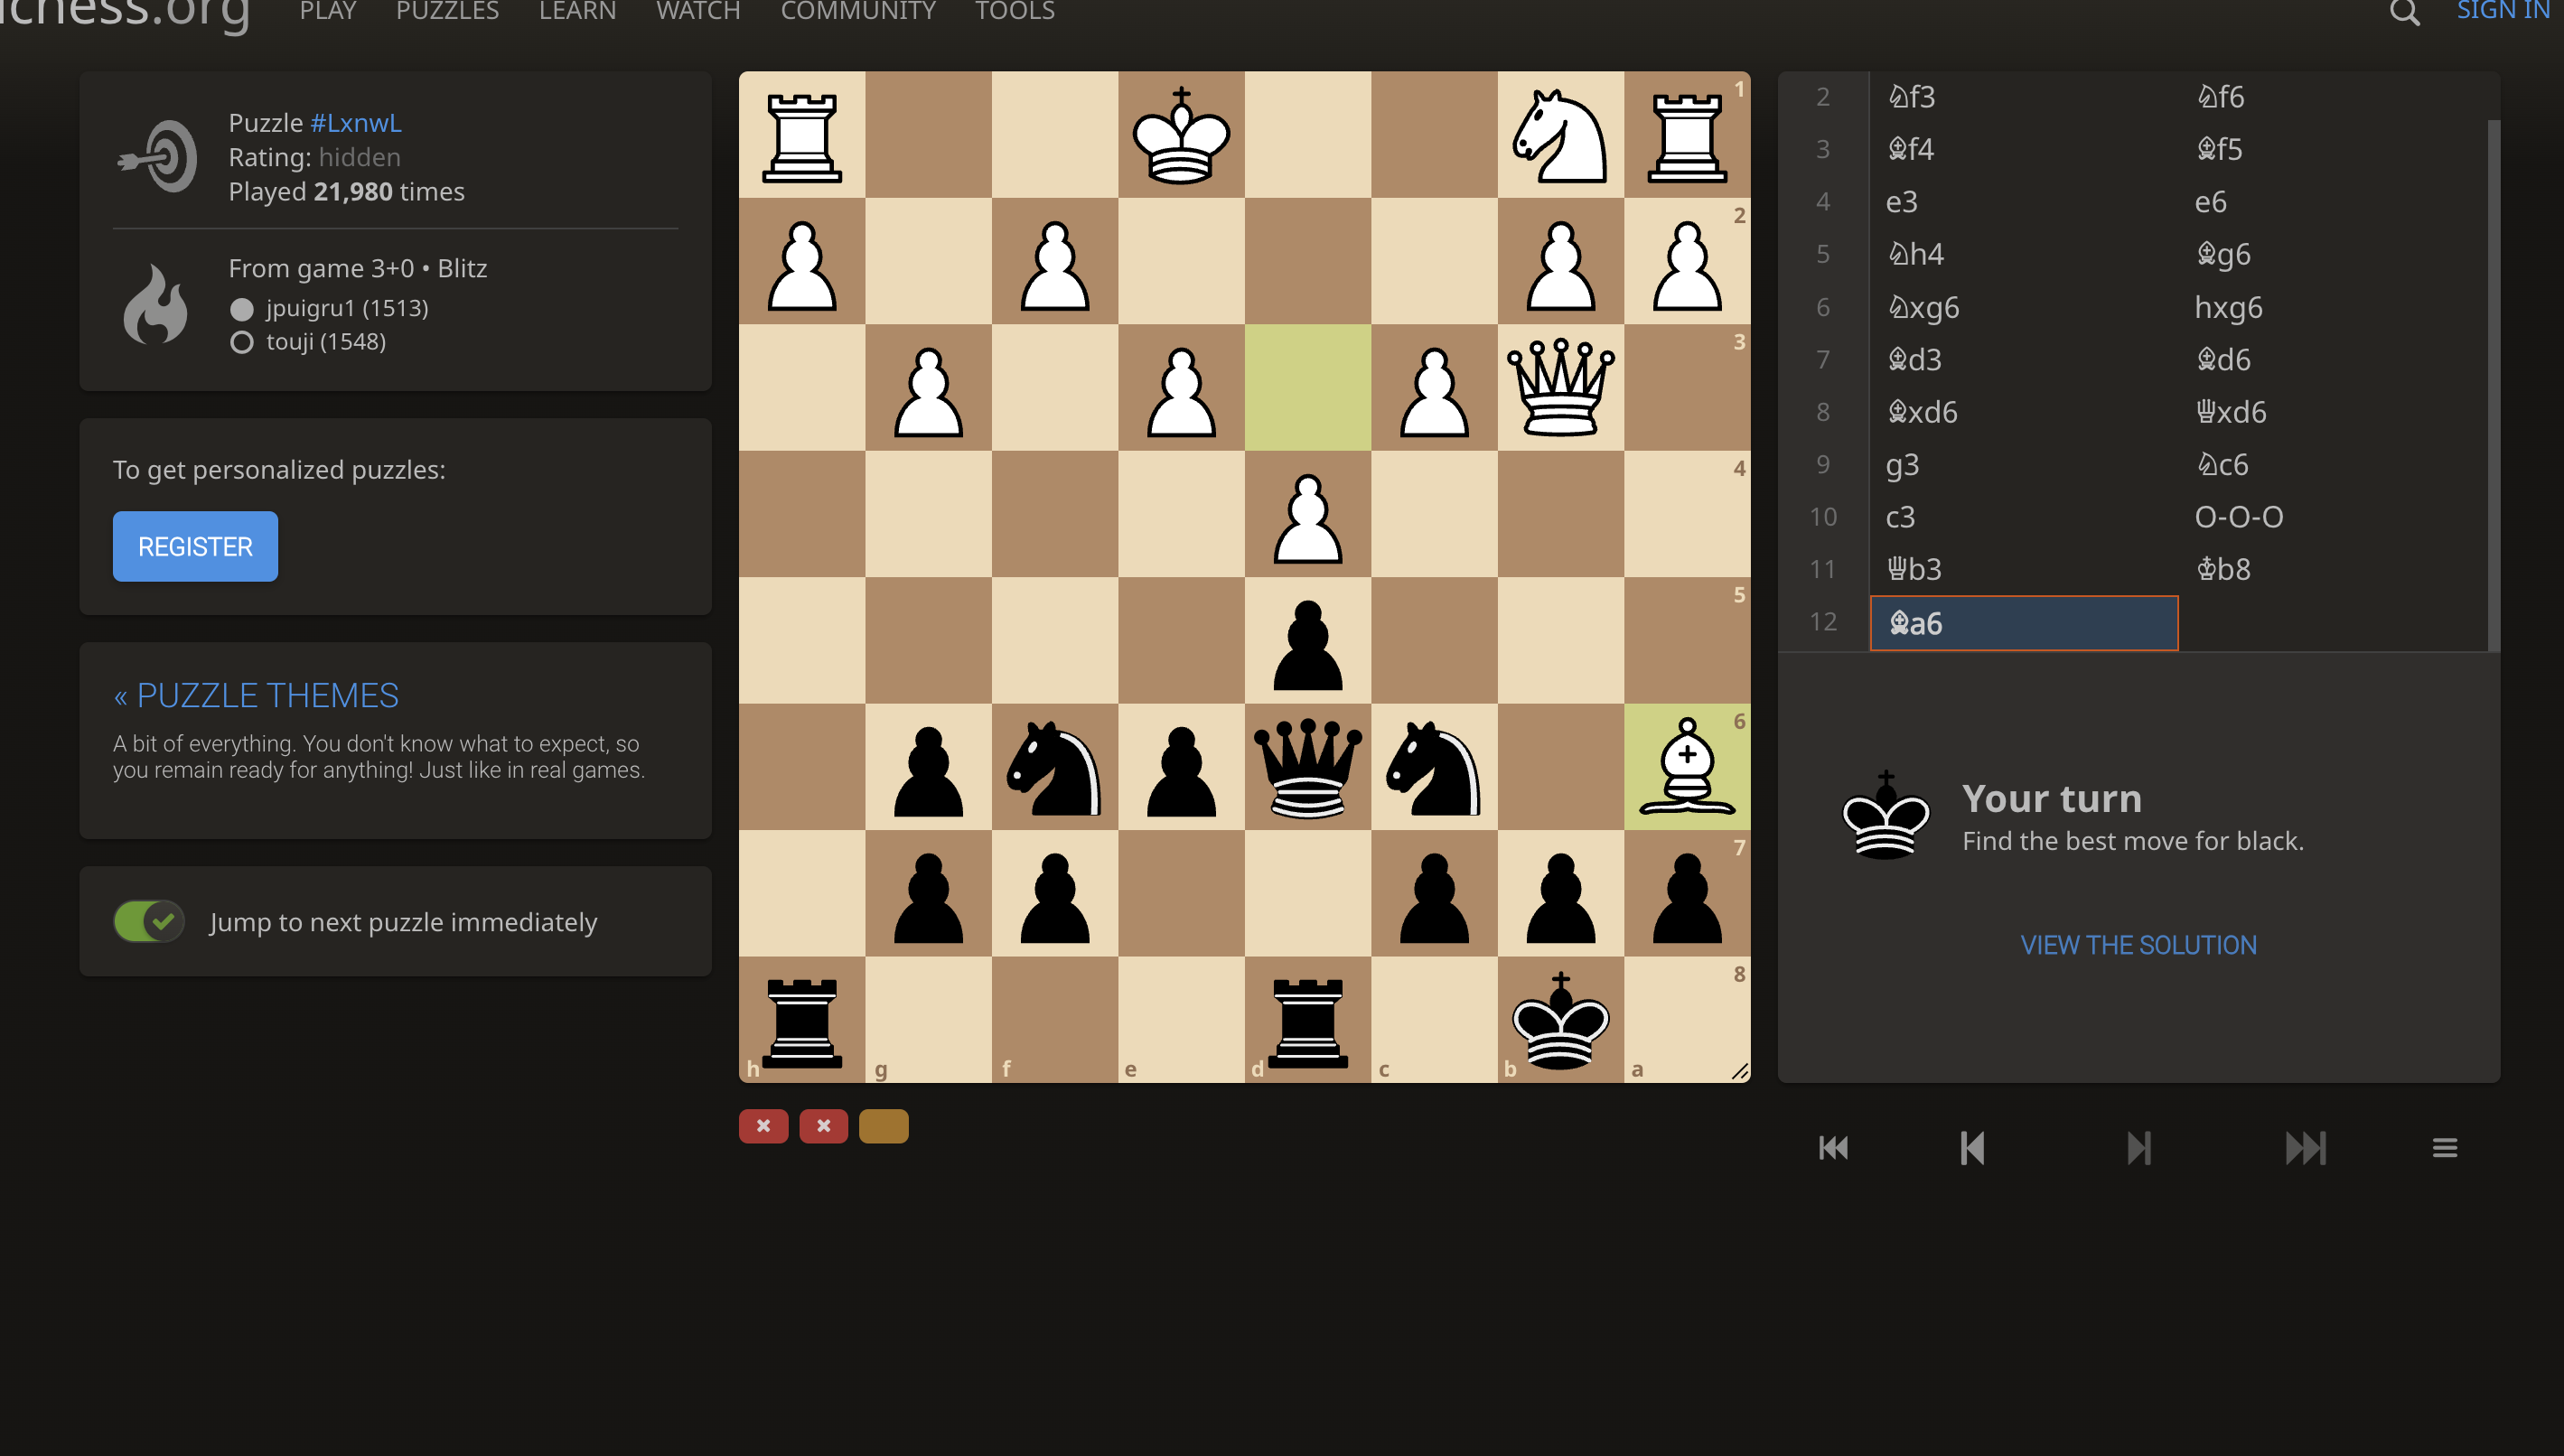 chess.org PLAY PUZZLES LEARN WATCH COMMUNITY TOOLS SIGN IN
Puzzle #LxnwL
Rating: hidden
Played 21,980 times
From game 3+0 • Blitz
jpuigru1 (1513)
touji (1548)
To get personalized puzzles:
REGISTER
« PUZZLE THEMES
A bit of everything. You don't know what to expect, so
you remain ready for anything! Just like in real games.
Jump to next puzzle immediately
1
2
3
4
5
6
7
8
h g f e d c b a
2 ♘f3 ♘f6
3 ♗f4 ♗f5
4 e3 e6
5 ♘h4 ♗g6
6 ♘xg6 hxg6
7 ♗d3 ♗d6
8 ♗xd6 ♕xd6
9 g3 ♘c6
10 c3 O-O-O
11 ♕b3 ♔b8
12 ♗a6
Your turn
Find the best move for black.
VIEW THE SOLUTION